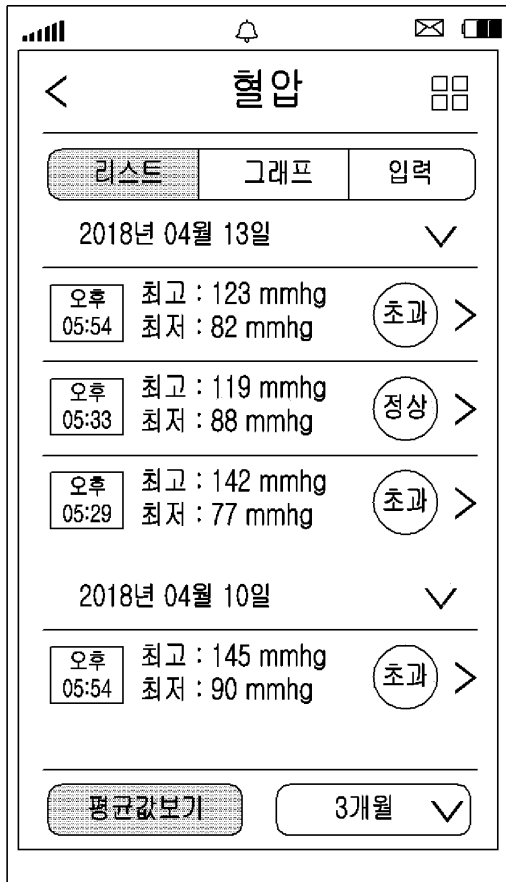 혈압
리스트 그래프 입력
2018년 04월 13일
오후 05:54 최고 : 123 mmhg 최저 : 82 mmhg 초과
오후 05:33 최고 : 119 mmhg 최저 : 88 mmhg 정상
오후 05:29 최고 : 142 mmhg 최저 : 77 mmhg 초과
2018년 04월 10일
오후 05:54 최고 : 145 mmhg 최저 : 90 mmhg 초과
평균값보기 3개월